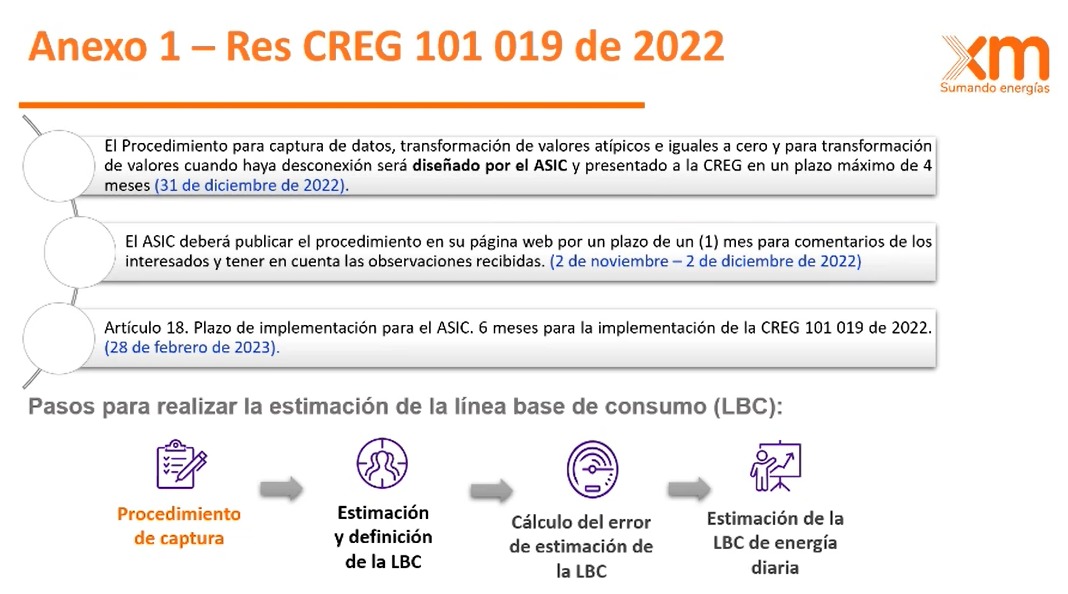 Anexo 1 – Res CREG 101 019 de 2022
xm
Sumando energías
El Procedimiento para captura de datos, transformación de valores atípicos e iguales a cero y para transformación
de valores cuando haya desconexión será diseñado por el ASIC y presentado a la CREG en un plazo máximo de 4
meses (31 de diciembre de 2022).
El ASIC deberá publicar el procedimiento en su página web por un plazo de un (1) mes para comentarios de los
interesados y tener en cuenta las observaciones recibidas. (2 de noviembre – 2 de diciembre de 2022)
Artículo 18. Plazo de implementación para el ASIC. 6 meses para la implementación de la CREG 101 019 de 2022.
(28 de febrero de 2023).
Pasos para realizar la estimación de la línea base de consumo (LBC):
Procedimiento
de captura
Estimación
y definición
de la LBC
Cálculo del error
de estimación de
la LBC
Estimación de la
LBC de energía
diaria